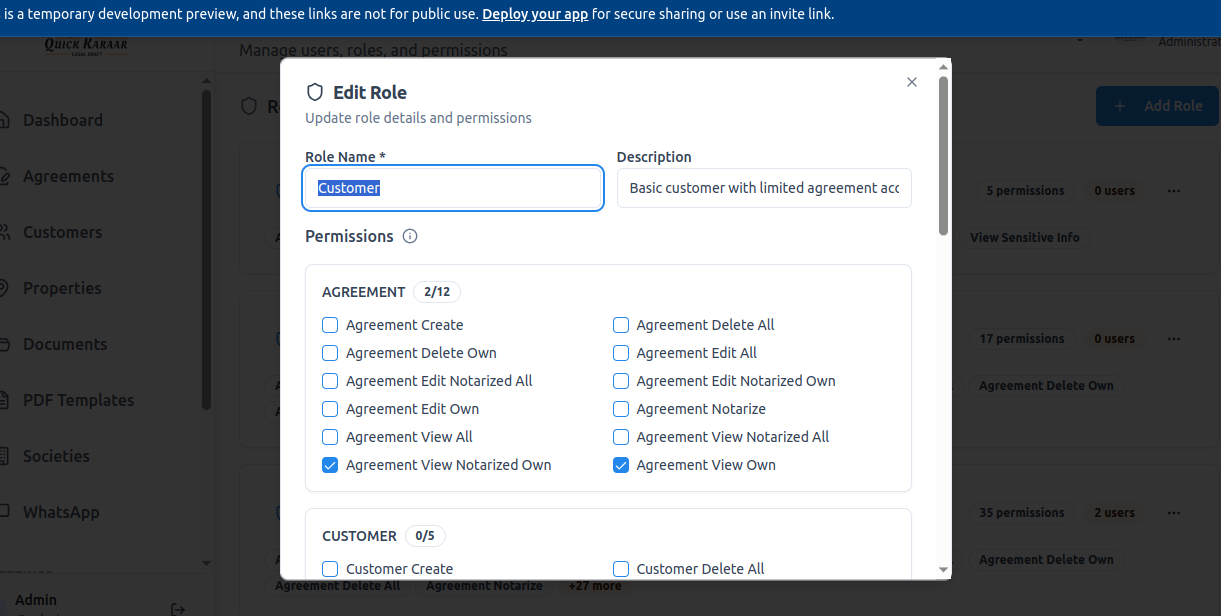 is a temporary development preview, and these links are not for public use. Deploy your app for secure sharing or use an invite link.
QUICK KARAAR
LEGAL DRAFT
Manage users, roles, and permissions
Administrat
Dashboard
Agreements
Customers
Properties
Documents
PDF Templates
Societies
WhatsApp
Admin
R
Add Role
5 permissions
0 users
View Sensitive Info
17 permissions
0 users
Agreement Delete Own
35 permissions
2 users
Agreement Delete Own
Agreement Delete All
Agreement Notarize
+27 more
Edit Role
Update role details and permissions
Role Name *
Description
Customer
Basic customer with limited agreement acc
Permissions
AGREEMENT 2/12
Agreement Create
Agreement Delete All
Agreement Delete Own
Agreement Edit All
Agreement Edit Notarized All
Agreement Edit Notarized Own
Agreement Edit Own
Agreement Notarize
Agreement View All
Agreement View Notarized All
Agreement View Notarized Own
Agreement View Own
CUSTOMER 0/5
Customer Create
Customer Delete All